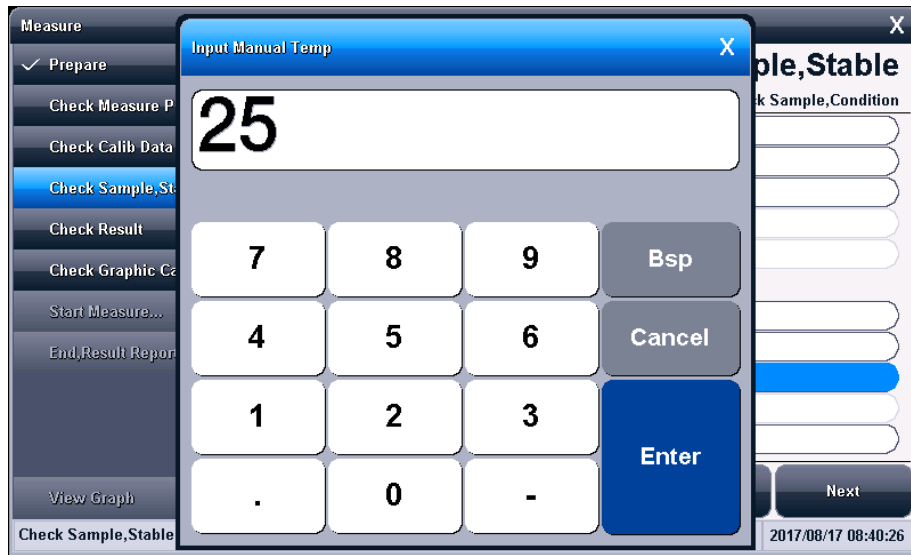 Measure
X
Prepare
Check Measure P
Check Calib Data
Check Sample,St
Check Result
Check Graphic Ca
Start Measure...
End,Result Repor
View Graph
Input Manual Temp
X
25
7 8 9 Bsp
4 5 6 Cancel
1 2 3
Enter
. 0 -
ple,Stable
k Sample,Condition
Next
Check Sample,Stable
2017/08/17 08:40:26